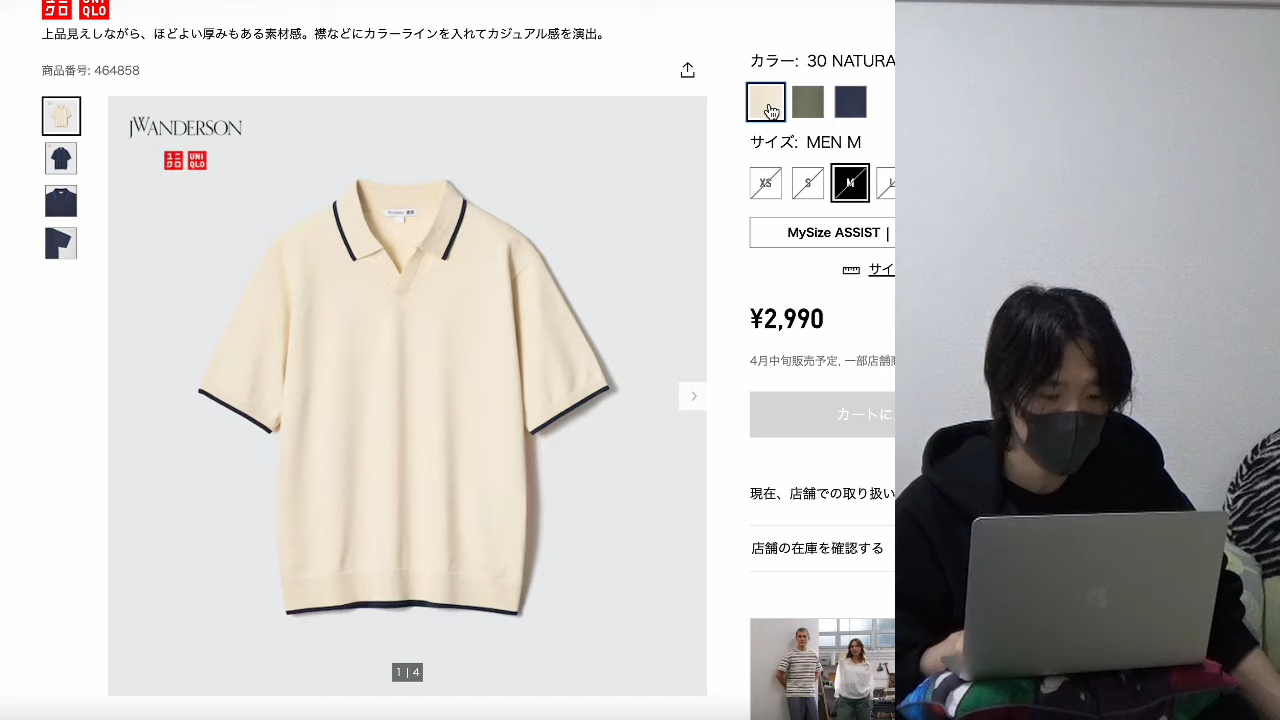 ユニクロ UNIQLO
上品見えしながら、ほどよい厚みもある素材感。襟などにカラーラインを入れてカジュアル感を演出。
商品番号: 464858
JW ANDERSON
ユニクロ UNIQLO
1 | 4
カラー: 30 NATURA
サイズ: MEN M
XS
S
M
MySize ASSIST |
サイ
¥2,990
4月中旬販売予定, 一部店舗
カートに
現在、店舗での取り扱い
店舗の在庫を確認する